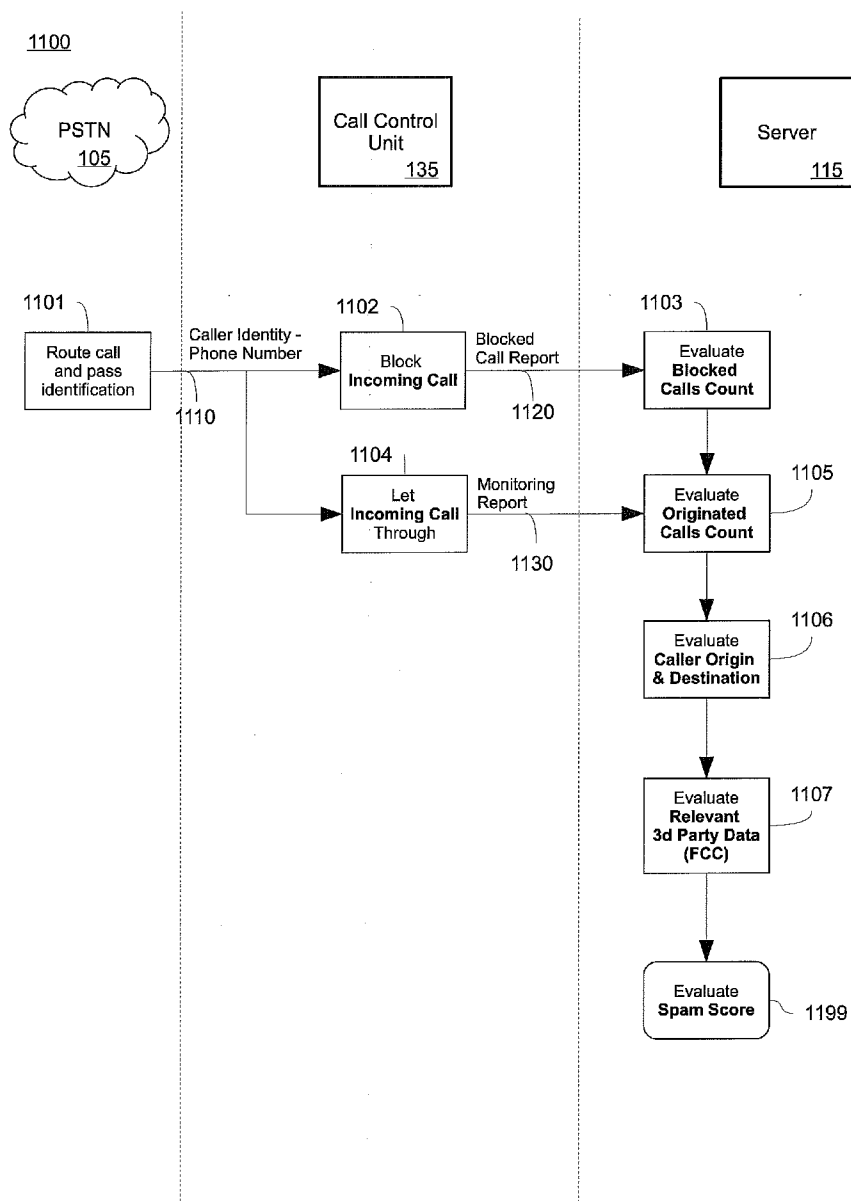 1100
PSTN
105
Call Control
Unit
135
Server
115
1101
Route call
and pass
identification
Caller Identity -
Phone Number
1110
1102
Block
Incoming Call
Blocked
Call Report
1120
1103
Evaluate
Blocked
Calls Count
1104
Let
Incoming Call
Through
Monitoring
Report
1130
1105
Evaluate
Originated
Calls Count
1106
Evaluate
Caller Origin
& Destination
1107
Evaluate
Relevant
3d Party Data
(FCC)
Evaluate
Spam Score
1199